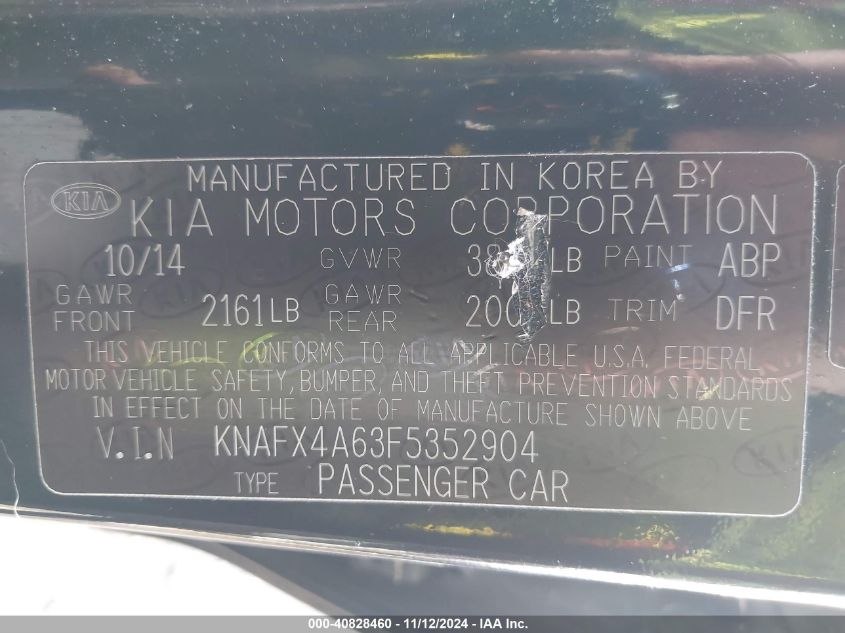 MANUFACTURED IN KOREA BY
KIA KIA MOTORS CORPORATION
10/14 GVWR LB PAINT ABP
GAWR FRONT 2161LB GAWR REAR LB TRIM DFR
THIS VEHICLE CONFORMS TO ALL APPLICABLE U.S.A. FEDERAL
MOTOR VEHICLE SAFETY, BUMPER, AND THEFT PREVENTION STANDARDS
IN EFFECT ON THE DATE OF MANUFACTURE SHOWN ABOVE
V.I.N KNAFX4A63F5352904
TYPE PASSENGER CAR
000-40828460 - 11/12/2024 - IAA Inc.